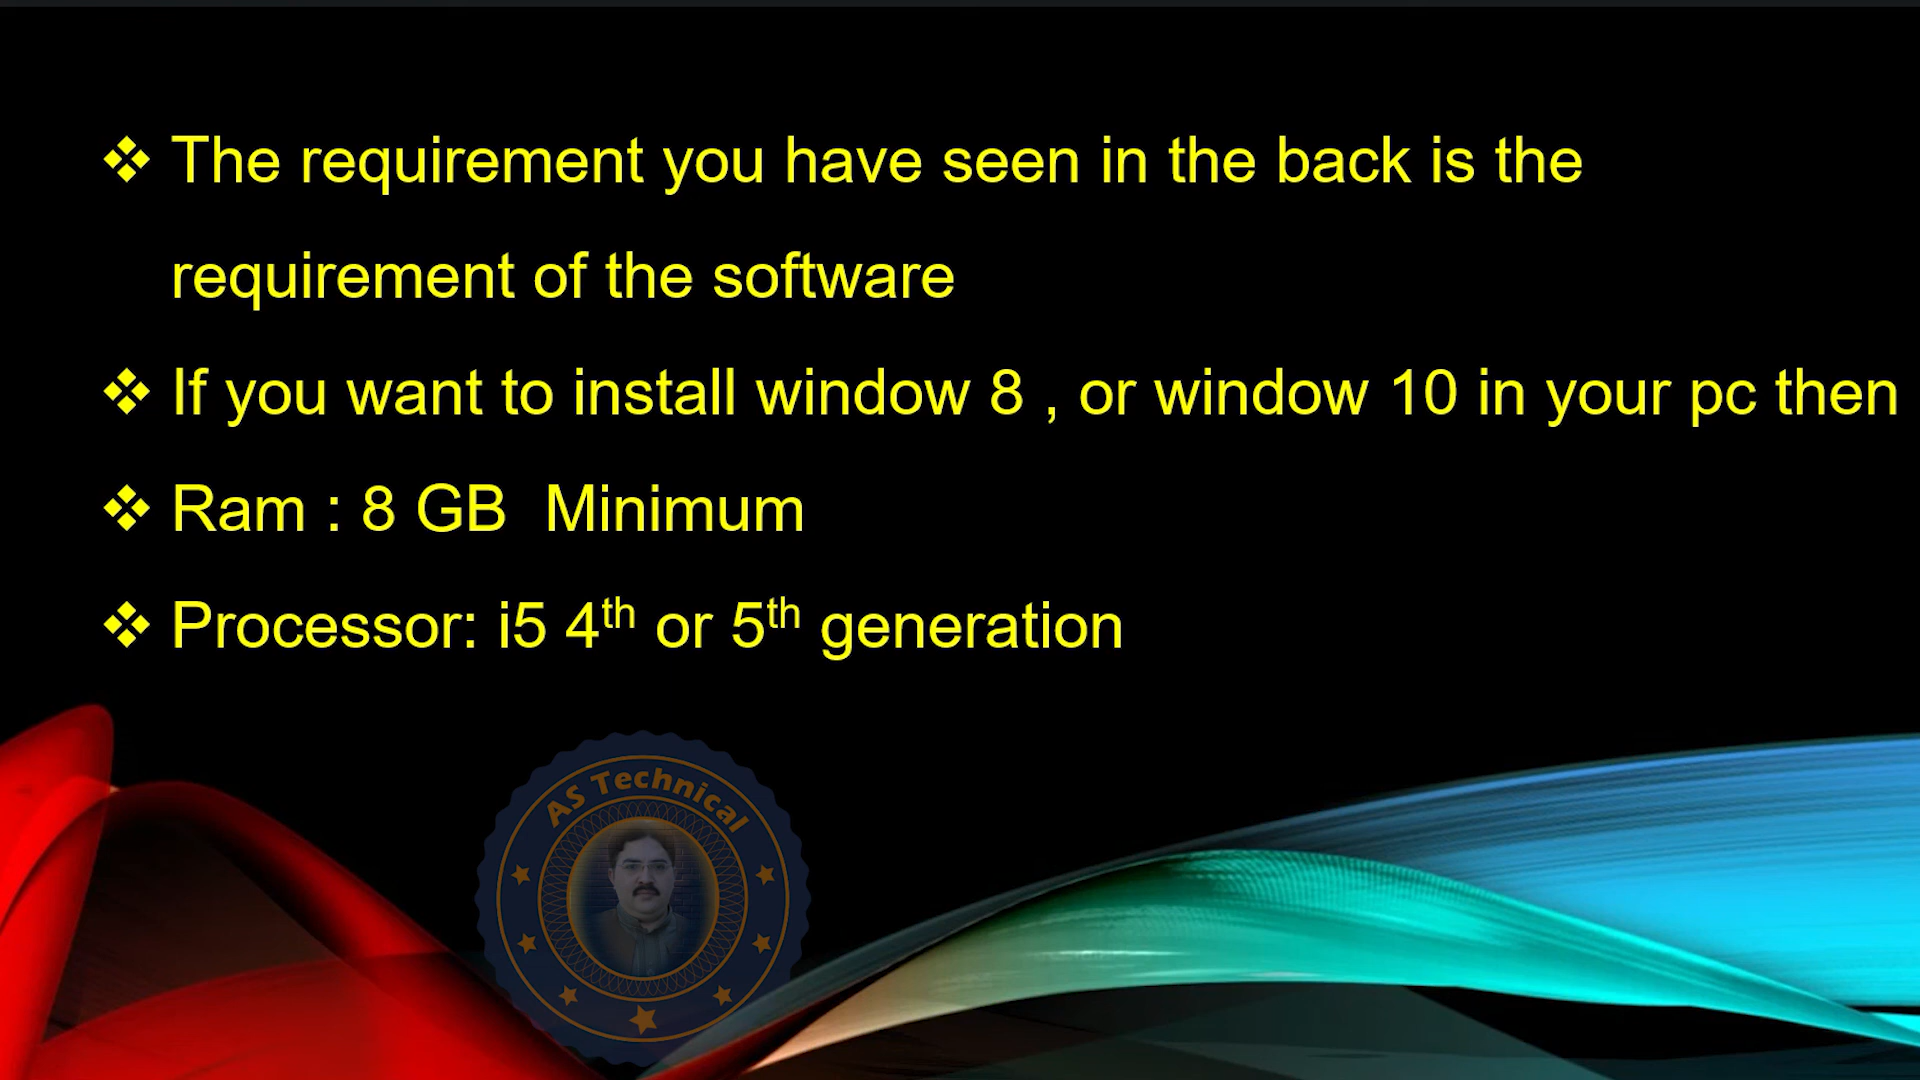 ❖ The requirement you have seen in the back is the
requirement of the software
❖ If you want to install window 8 , or window 10 in your pc then
❖ Ram : 8 GB  Minimum
❖ Processor: i5 4th or 5th generation
AS Technical